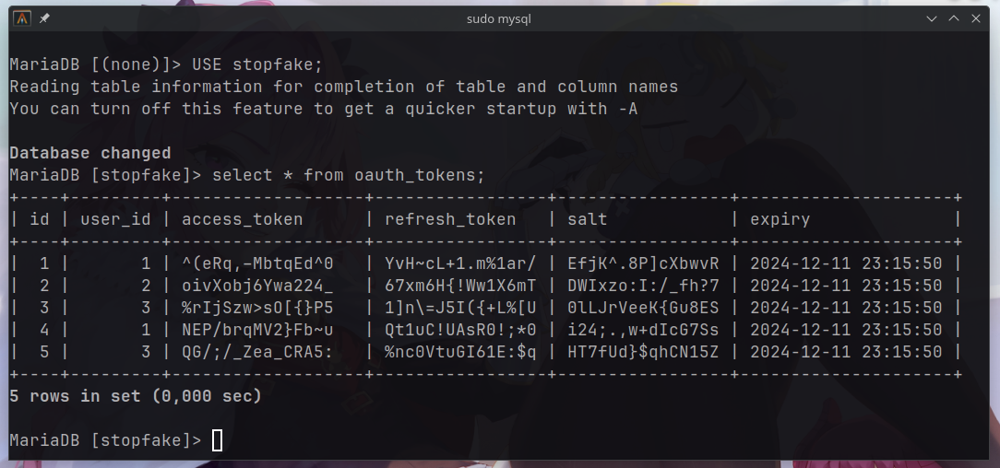 sudo mysql
MariaDB [(none)]> USE stopfake;
Reading table information for completion of table and column names
You can turn off this feature to get a quicker startup with -A
Database changed
MariaDB [stopfake]> select * from oauth_tokens;
+----+---------+-------------------+-----------------+-----------------+---------------------+
| id | user_id | access_token      | refresh_token   | salt            | expiry              |
+----+---------+-------------------+-----------------+-----------------+---------------------+
|  1 |       1 | ^(eRq,-MbtqEd^0   | YvH~cL+1.m%1ar/ | EfjK^.8P]cXbwvR | 2024-12-11 23:15:50 |
|  2 |       2 | oivXobj6Ywa224_   | 67xm6H{!Ww1X6mT | DWIxzo:I:/_fh?7 | 2024-12-11 23:15:50 |
|  3 |       3 | %rIjSzw>sO[{}P5   | 1]n\=J5I({+L%[U | 0lLJrVeeK{Gu8ES | 2024-12-11 23:15:50 |
|  4 |       1 | NEP/brqMV2}Fb~u   | Qt1uC!UAsR0!;*0 | i24;.,w+dIcG7Ss | 2024-12-11 23:15:50 |
|  5 |       3 | QG/;/_Zea_CRA5:   | %nc0VtuGI61E:$q | HT7fUd}$qhCN15Z | 2024-12-11 23:15:50 |
+----+---------+-------------------+-----------------+-----------------+---------------------+
5 rows in set (0,000 sec)
MariaDB [stopfake]>